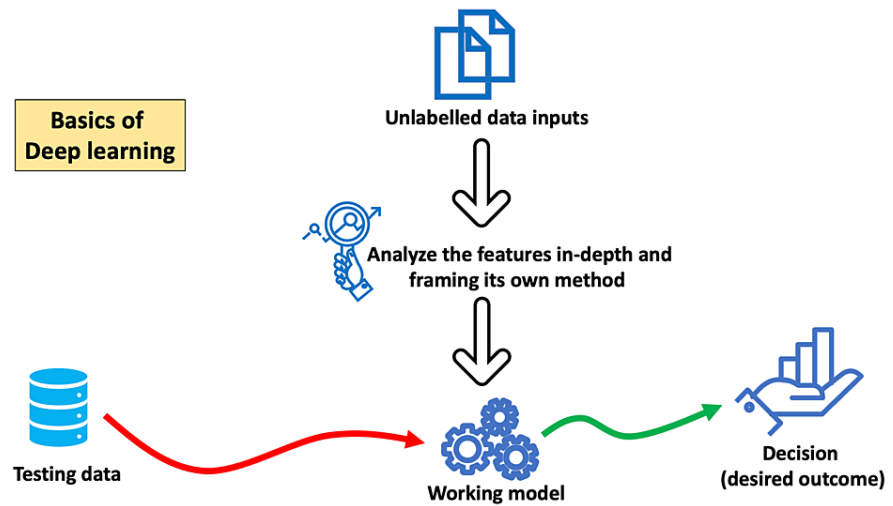 Basics of
Deep learning
Unlabelled data inputs
Analyze the features in-depth and
framing its own method
Testing data
Working model
Decision
(desired outcome)